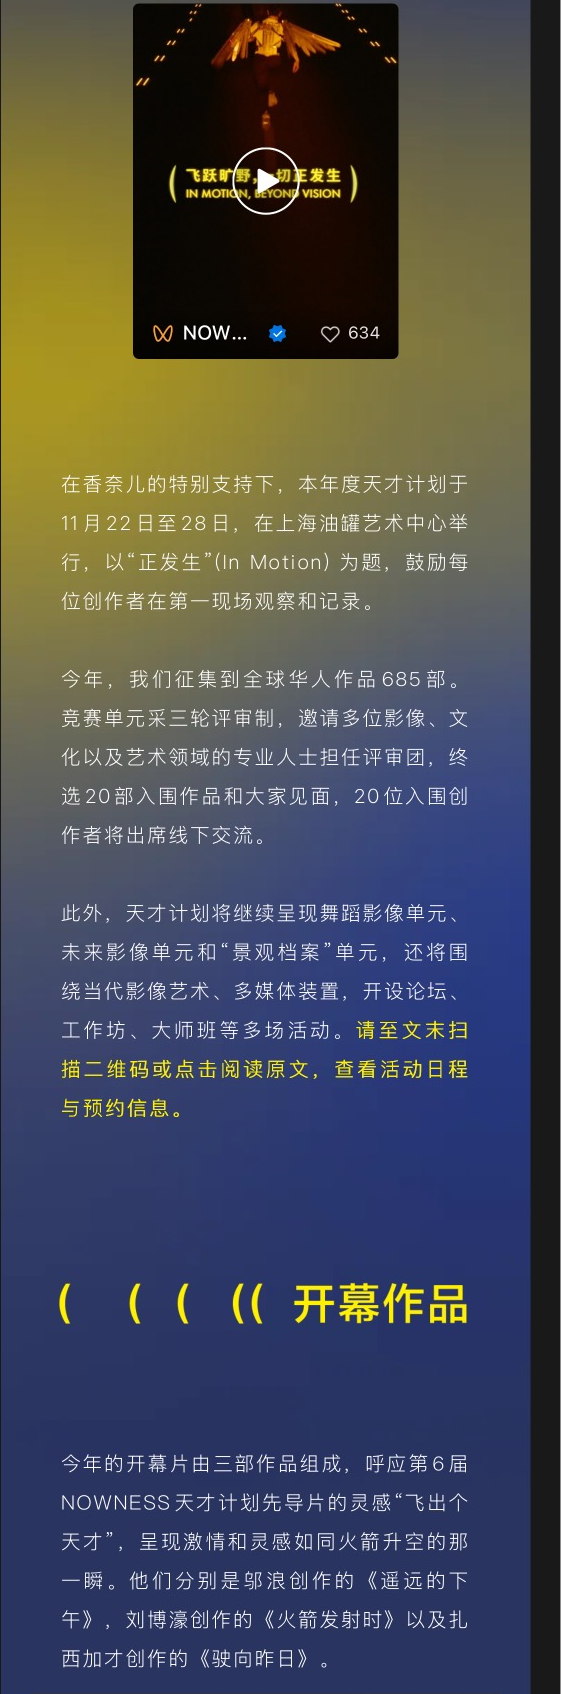 飞跃旷野，一切正发生
IN MOTION, BEYOND VISION
NOW...
634
在香奈儿的特别支持下，本年度天才计划于
11月22日至28日，在上海油罐艺术中心举
行，以“正发生”(In Motion) 为题，鼓励每
位创作者在第一现场观察和记录。
今年，我们征集到全球华人作品685部。
竞赛单元采三轮评审制，邀请多位影像、文
化以及艺术领域的专业人士担任评审团，终
选20部入围作品和大家见面，20位入围创
作者将出席线下交流。
此外，天才计划将继续呈现舞蹈影像单元、
未来影像单元和“景观档案”单元，还将围
绕当代影像艺术、多媒体装置，开设论坛、
工作坊、大师班等多场活动。请至文末扫
描二维码或点击阅读原文，查看活动日程
与预约信息。
( ( ( (( 开幕作品
今年的开幕片由三部作品组成，呼应第6届
NOWNESS天才计划先导片的灵感“飞出个
天才”，呈现激情和灵感如同火箭升空的那
一瞬。他们分别是邬浪创作的《遥远的下
午》，刘博濠创作的《火箭发射时》以及扎
西加才创作的《驶向昨日》。